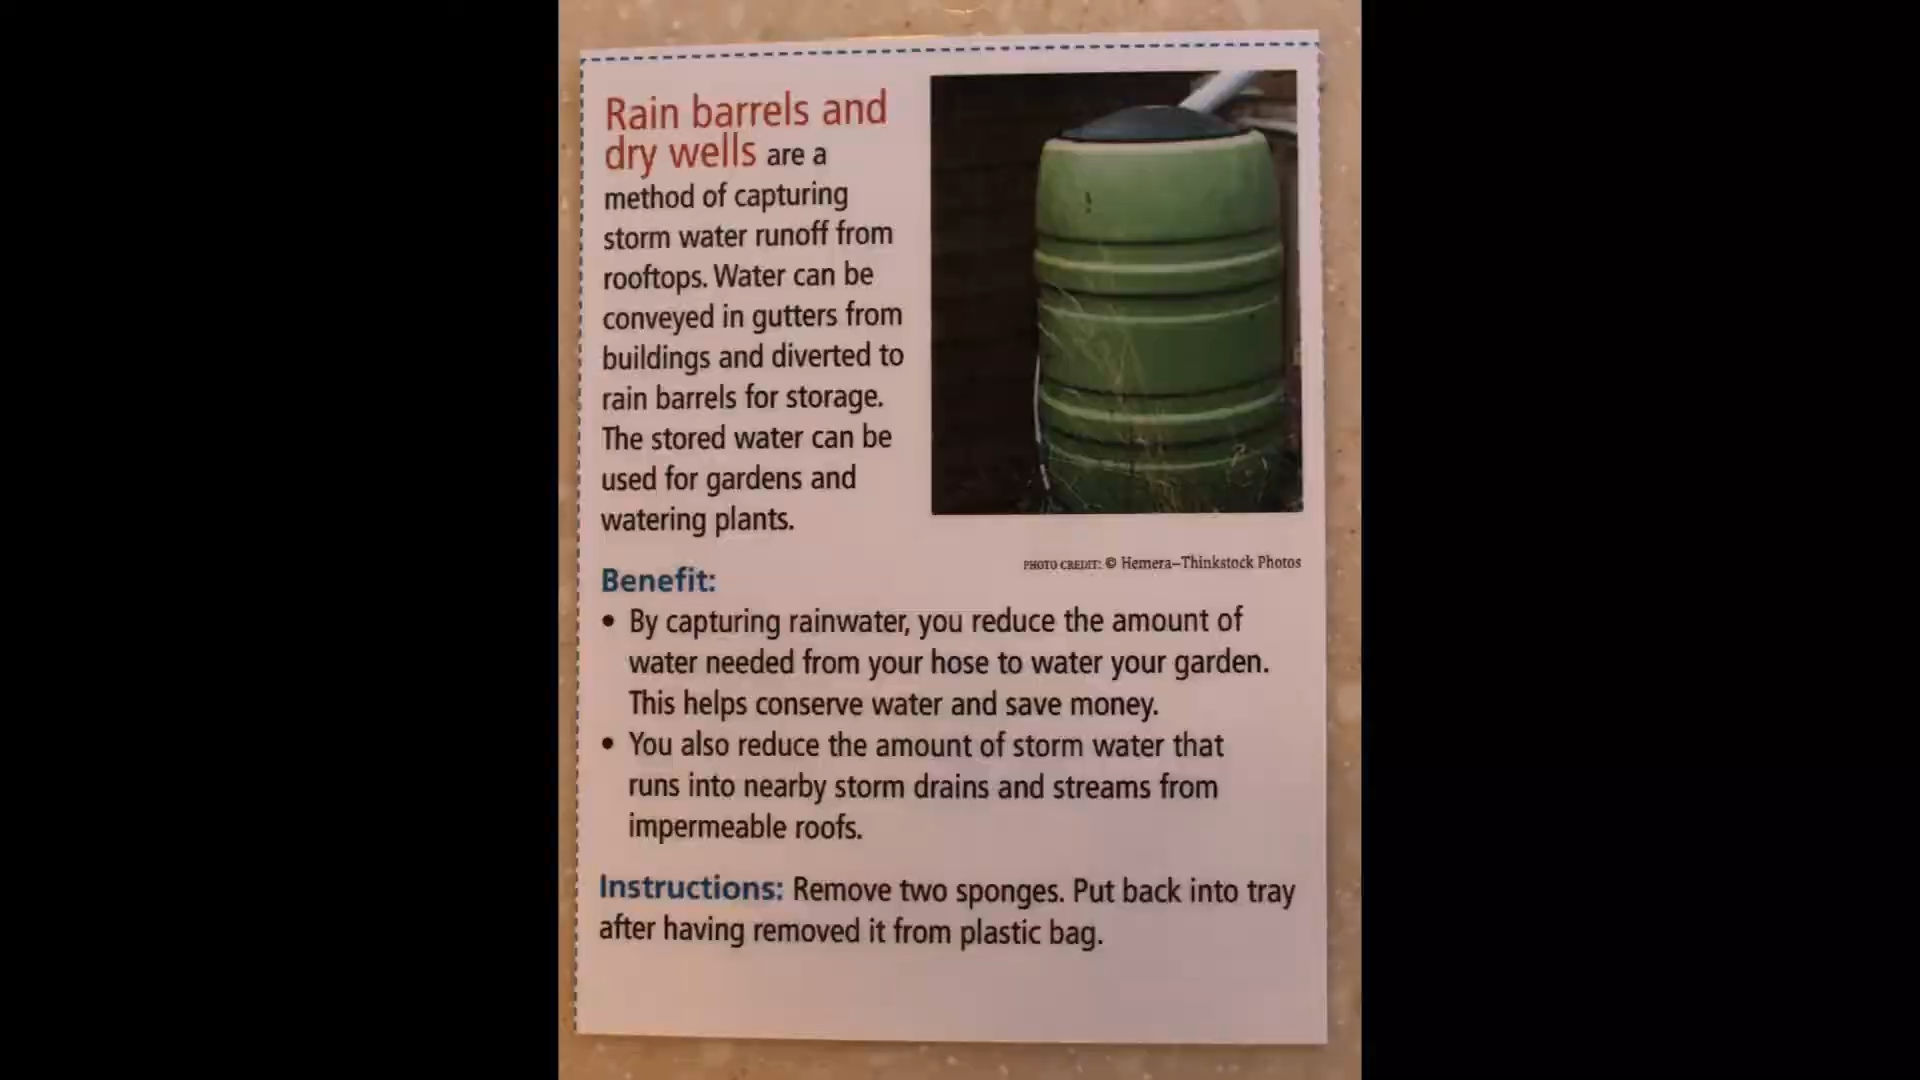 Rain barrels and
dry wells are a
method of capturing
storm water runoff from
rooftops. Water can be
conveyed in gutters from
buildings and diverted to
rain barrels for storage.
The stored water can be
used for gardens and
watering plants.
PHOTO CREDIT: © Hemera–Thinkstock Photos
Benefit:
• By capturing rainwater, you reduce the amount of
water needed from your hose to water your garden.
This helps conserve water and save money.
• You also reduce the amount of storm water that
runs into nearby storm drains and streams from
impermeable roofs.
Instructions: Remove two sponges. Put back into tray
after having removed it from plastic bag.